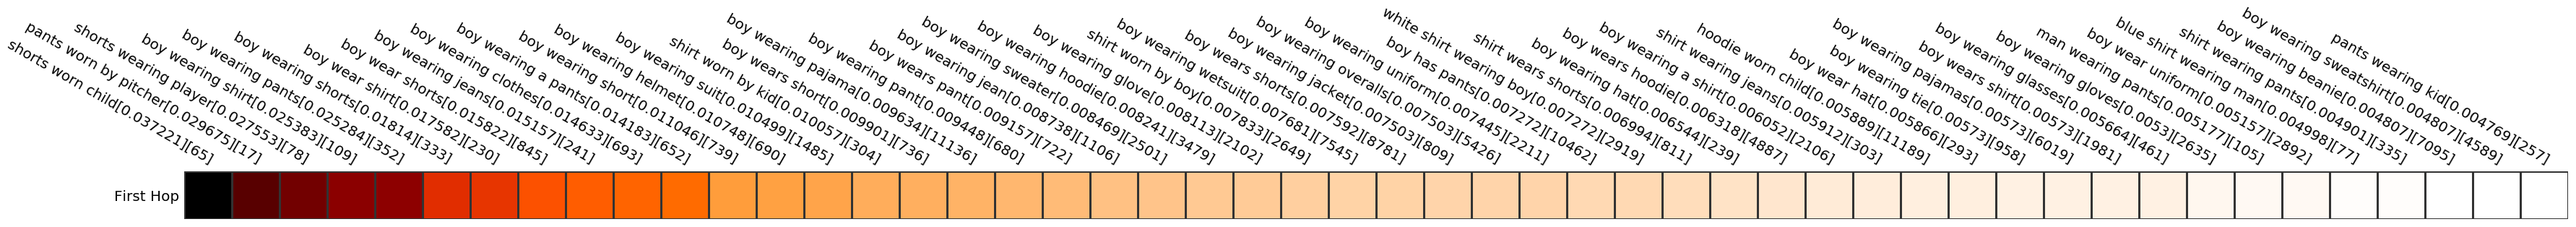 shorts worn child[0.037221][65]
pants worn by pitcher[0.029675][17]
shorts wearing player[0.027553][78]
boy wearing shirt[0.025383][109]
boy wearing pants[0.025284][352]
boy wearing shorts[0.01814][333]
boy wear shirt[0.017582][230]
boy wear shorts[0.015822][845]
boy wearing jeans[0.015157][241]
boy wearing clothes[0.014633][693]
boy wearing a pants[0.014183][652]
boy wearing short[0.011046][739]
boy wearing helmet[0.010748][690]
boy wearing suit[0.010499][1485]
shirt worn by kid[0.010057][304]
boy wears short[0.009901][736]
boy wearing pajama[0.009634][11136]
boy wearing pant[0.009448][680]
boy wears pant[0.009157][722]
boy wearing jean[0.008738][1106]
boy wearing sweater[0.008469][2501]
boy wearing hoodie[0.008241][3479]
boy wearing glove[0.008113][2102]
shirt worn by boy[0.007833][2649]
boy wearing wetsuit[0.007681][7545]
boy wears shorts[0.007592][8781]
boy wearing jacket[0.007503][809]
boy wearing overalls[0.007503][5426]
boy wearing uniform[0.007445][2211]
boy has pants[0.007272][10462]
white shirt wearing boy[0.007272][2919]
shirt wears shorts[0.006994][811]
boy wearing hat[0.006544][239]
boy wears hoodie[0.006318][4887]
boy wearing a shirt[0.006052][2106]
shirt wearing jeans[0.005912][303]
hoodie worn child[0.005889][11189]
boy wear hat[0.005866][293]
boy wearing tie[0.00573][958]
boy wearing pajamas[0.00573][6019]
boy wears shirt[0.00573][1981]
boy wearing glasses[0.005664][461]
boy wearing gloves[0.0053][2635]
man wearing pants[0.005177][105]
boy wear uniform[0.005157][2892]
blue shirt wearing man[0.004998][77]
shirt wearing pants[0.004901][335]
boy wearing beanie[0.004807][7095]
boy wearing sweatshirt[0.004807][4589]
pants wearing kid[0.004769][257]
First Hop